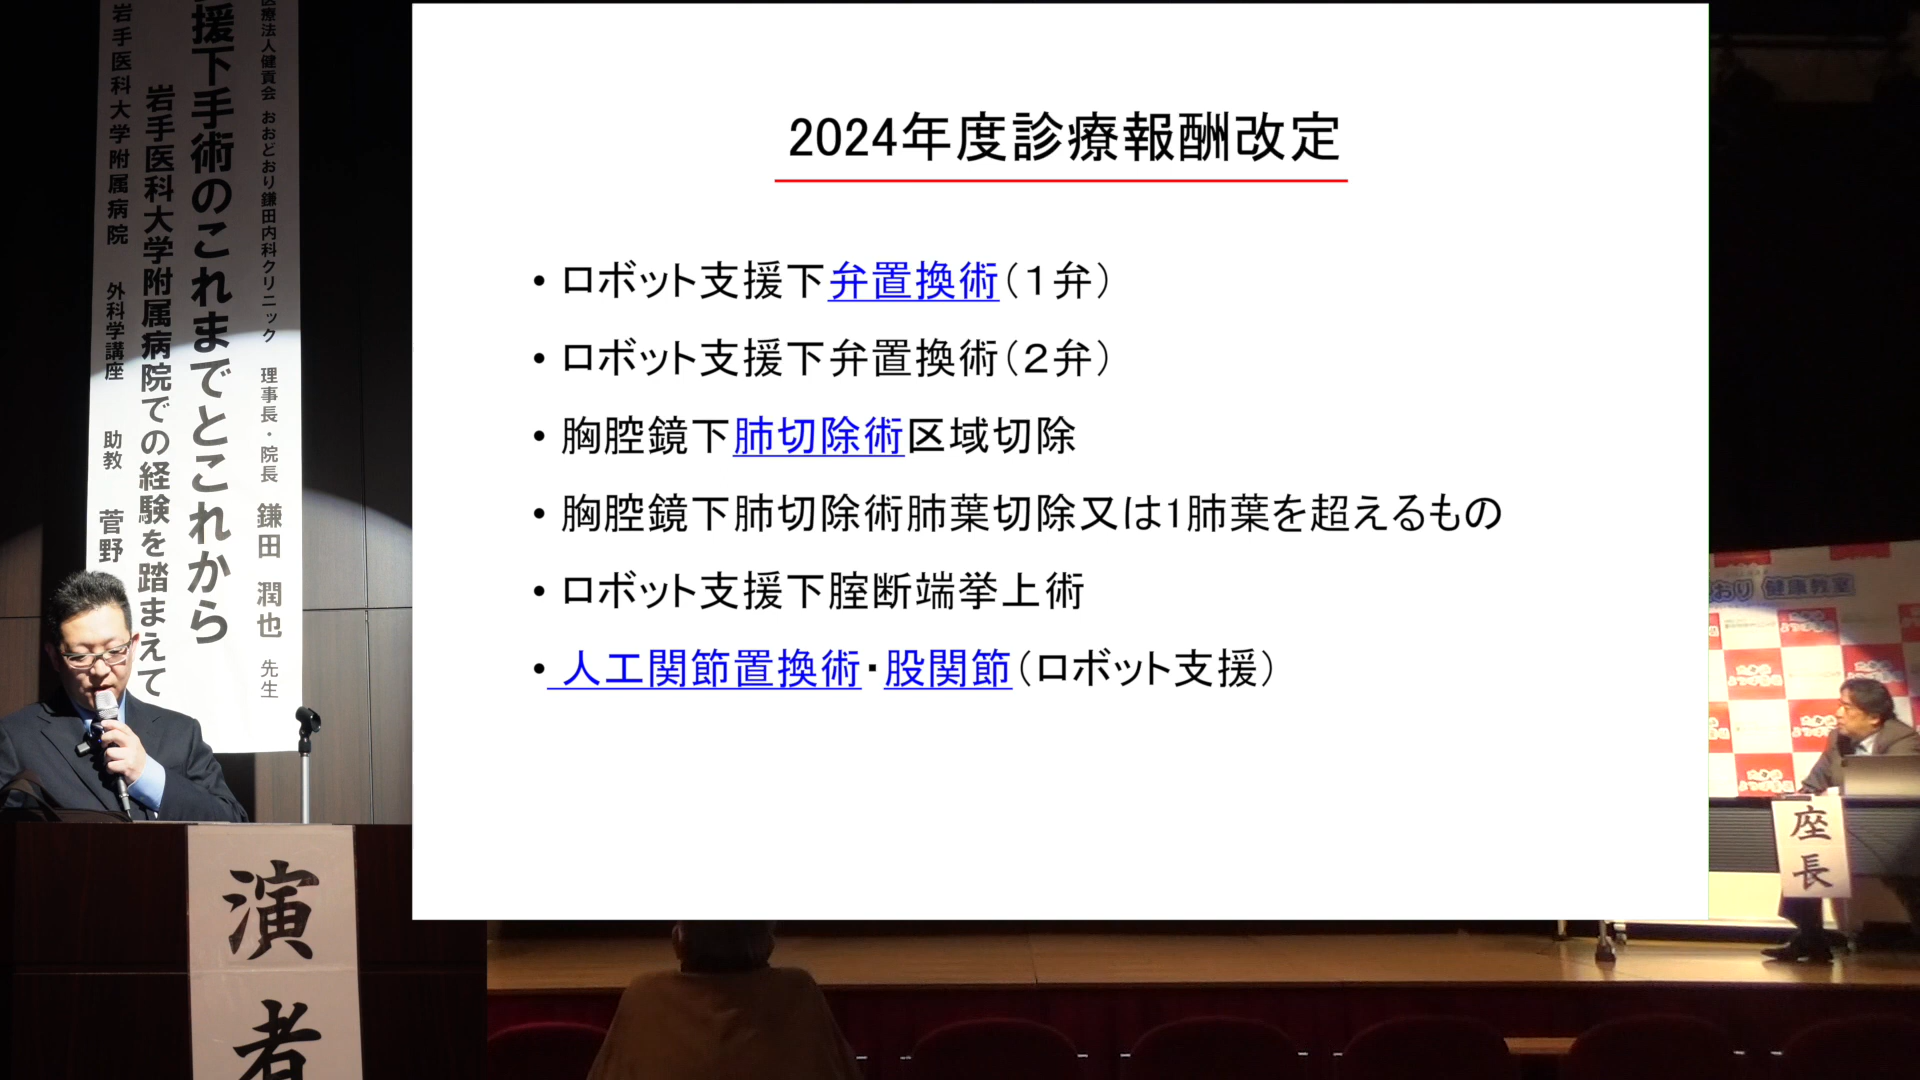 医療法人健貢会 おおどおり鎌田内科クリニック 理事長・院長 鎌田 潤也 先生
援下手術のこれまでとこれから
岩手医科大学附属病院での経験を踏まえて
岩手医科大学附属病院 外科学講座 助教 菅野
2024年度診療報酬改定
• ロボット支援下弁置換術（１弁）
• ロボット支援下弁置換術（２弁）
• 胸腔鏡下肺切除術区域切除
• 胸腔鏡下肺切除術肺葉切除又は1肺葉を超えるもの
• ロボット支援下腟断端挙上術
• 人工関節置換術・股関節（ロボット支援）
演者
おり 健康教室
座長